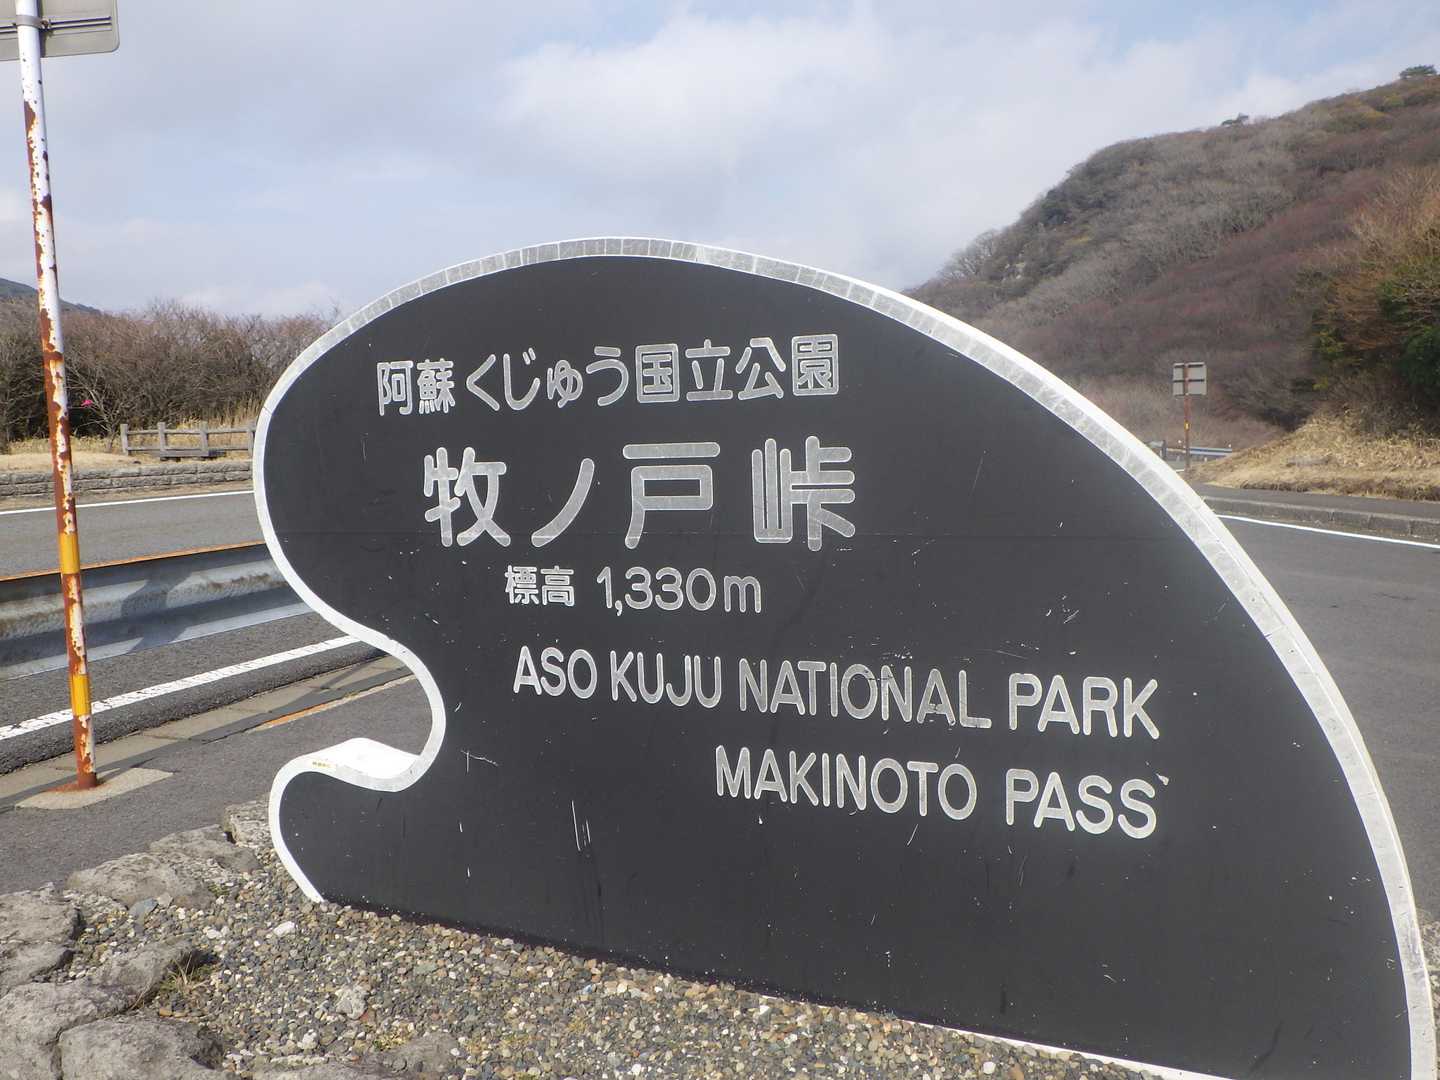 阿蘇くじゅう国立公園
牧ノ戸峠
標高 1,330m
ASO KUJU NATIONAL PARK
MAKINOTO PASS